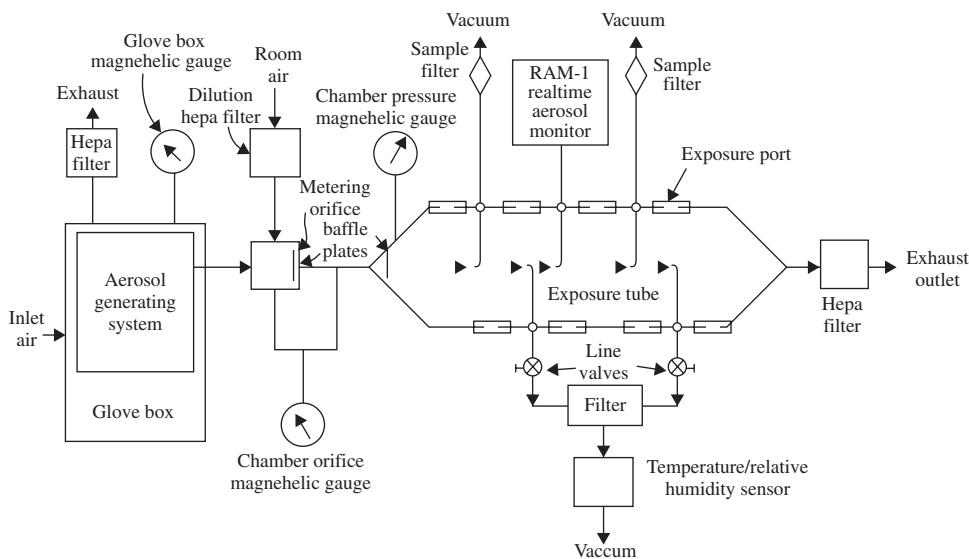 Glove box
magnehelic gauge
Exhaust
Hepa
filter
Dilution
hepa filter
Room
air
Chamber pressure
magnehelic gauge
Metering
orifice
baffle
plates
Vacuum
Sample
filter
RAM-1
realtime
aerosol
monitor
Vacuum
Sample
filter
Exposure port
Inlet
air
Aerosol
generating
system
Glove box
Chamber orifice
magnehelic gauge
Exposure tube
Line
valves
Filter
Temperature/relative
humidity sensor
Vaccum
Hepa
filter
Exhaust
outlet